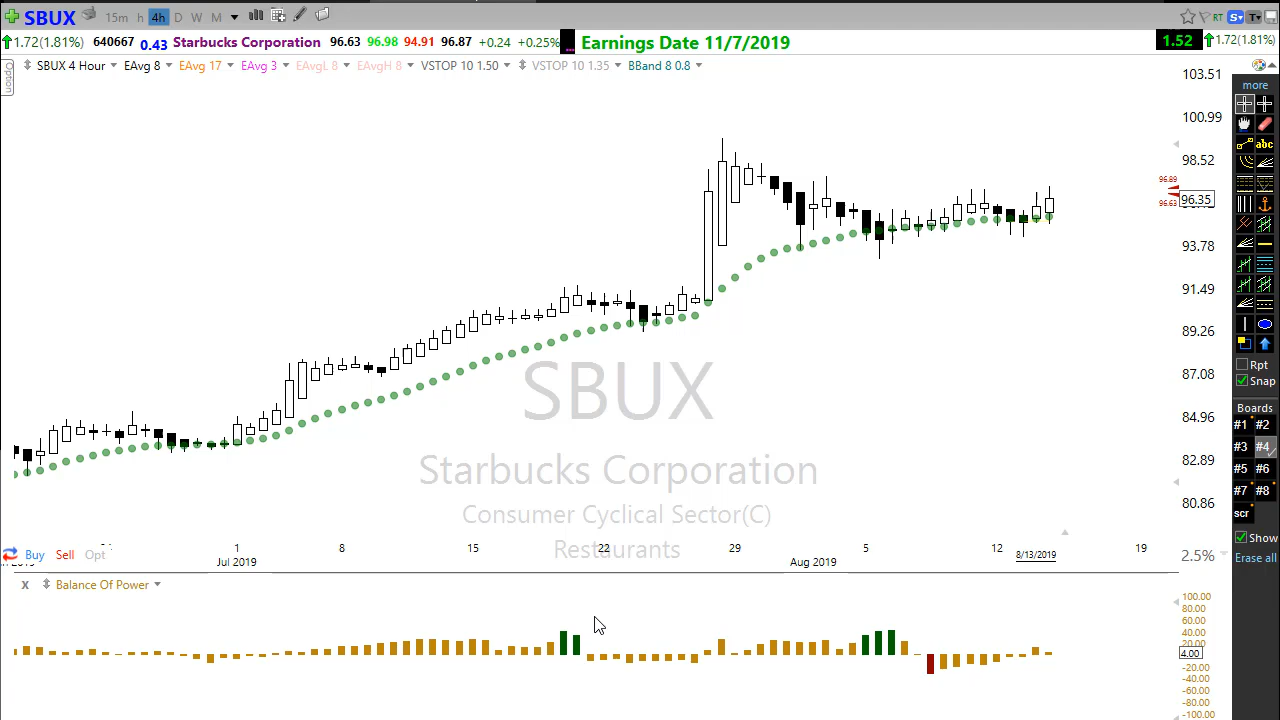 SBUX 15m h 4h D W M RT S T
1.72(1.81%) 640667 0.43 Starbucks Corporation 96.63 96.98 94.91 96.87 +0.24 +0.25% Earnings Date 11/7/2019 1.52 1.72(1.81%)
Option
SBUX 4 Hour EAvg 8 EAvg 17 EAvg 3 EAvgL 8 EAvgH 8 VSTOP 10 1.50 VSTOP 10 1.35 BBand 8 0.8
103.51
100.99
98.52
96.89
96.35
96.63
93.78
91.49
89.26
87.08
84.96
82.89
80.86
SBUX
Starbucks Corporation
Consumer Cyclical Sector(C)
Restaurants
Buy Sell Opt
1 8 15 22 29 5 12 19
Jul 2019 Aug 2019 8/13/2019
2.5%
X Balance Of Power
100.00
80.00
60.00
40.00
20.00
4.00
-20.00
-40.00
-60.00
-80.00
-100.00
more
abc
Rpt
Snap
Boards
#1 #2
#3 #4
#5 #6
#7 #8
scr
Show
Erase all